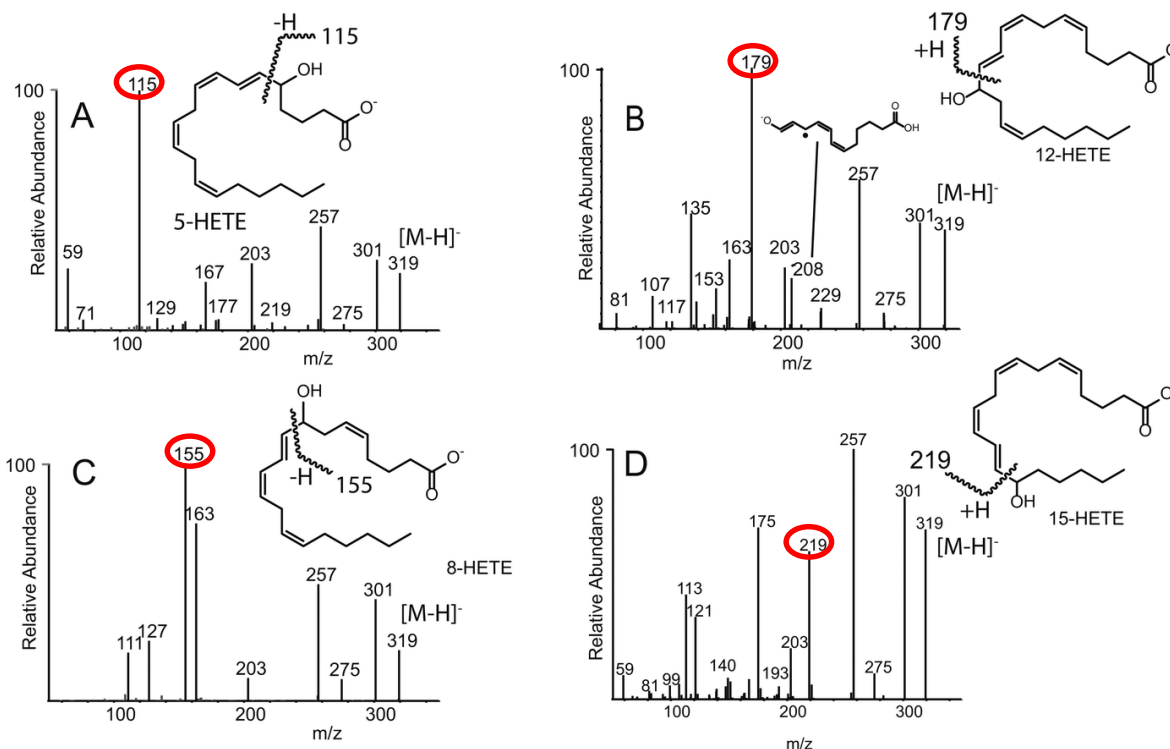 A
-H
115
OH
O-
O
5-HETE
100
115
Relative Abundance
59
71
129
167
177
203
219
257
275
301
319
[M-H]-
100
200
300
m/z
B
179
+H
HO
O
O
12-HETE
100
179
-O
O
OH
Relative Abundance
81
107
117
135
153
163
203
208
229
257
275
301
319
[M-H]-
100
200
300
m/z
C
OH
-H
155
O-
O
8-HETE
100
155
163
Relative Abundance
111
127
203
257
275
301
319
[M-H]-
100
200
300
m/z
D
219
+H
OH
O
O
15-HETE
100
Relative Abundance
59
81
99
113
121
140
175
193
203
219
257
275
301
319
[M-H]-
100
200
300
m/z